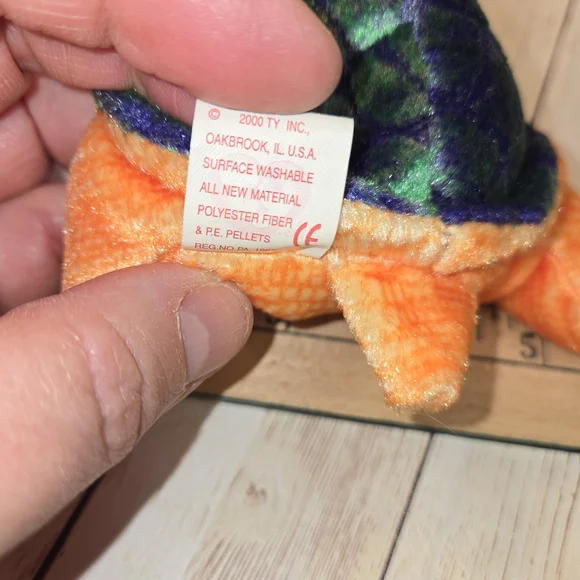 © 2000 TY INC.,
OAKBROOK, IL. U.S.A.
SURFACE WASHABLE
ALL NEW MATERIAL
POLYESTER FIBER
& P.E. PELLETS CE
REG.NO PA.
5